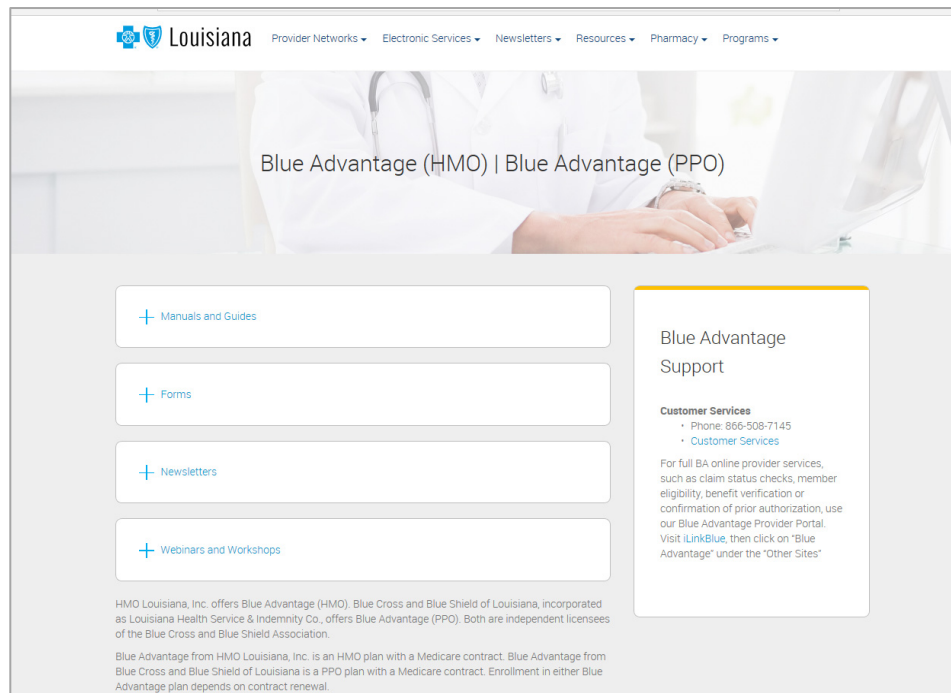 Louisiana
Provider Networks Electronic Services Newsletters Resources Pharmacy Programs
Blue Advantage (HMO) | Blue Advantage (PPO)
Manuals and Guides
Forms
Newsletters
Webinars and Workshops
HMO Louisiana, Inc. offers Blue Advantage (HMO). Blue Cross and Blue Shield of Louisiana, incorporated
as Louisiana Health Service & Indemnity Co., offers Blue Advantage (PPO). Both are independent licensees
of the Blue Cross and Blue Shield Association.
Blue Advantage from HMO Louisiana, Inc. is an HMO plan with a Medicare contract. Blue Advantage from
Blue Cross and Blue Shield of Louisiana is a PPO plan with a Medicare contract. Enrollment in either Blue
Advantage plan depends on contract renewal.
Blue Advantage
Support
Customer Services
• Phone: 866-508-7145
• Customer Services
For full BA online provider services,
such as claim status checks, member
eligibility, benefit verification or
confirmation of prior authorization, use
our Blue Advantage Provider Portal.
Visit iLinkBlue, then click on "Blue
Advantage" under the "Other Sites"